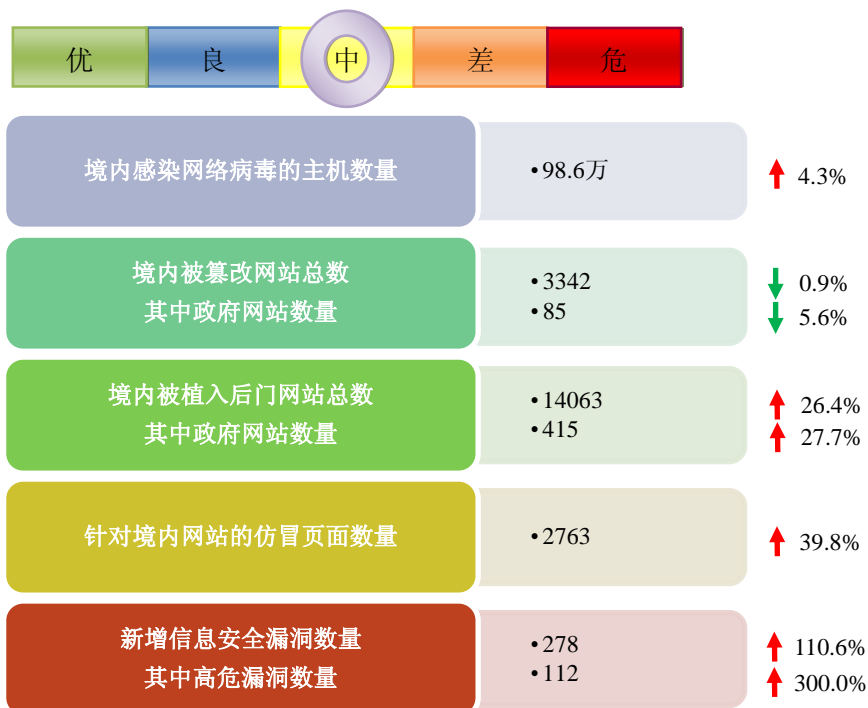 优 良 中 差 危
境内感染网络病毒的主机数量 •98.6万 4.3%
境内被篡改网站总数 •3342 0.9%
其中政府网站数量 •85 5.6%
境内被植入后门网站总数 •14063 26.4%
其中政府网站数量 •415 27.7%
针对境内网站的仿冒页面数量 •2763 39.8%
新增信息安全漏洞数量 •278 110.6%
其中高危漏洞数量 •112 300.0%